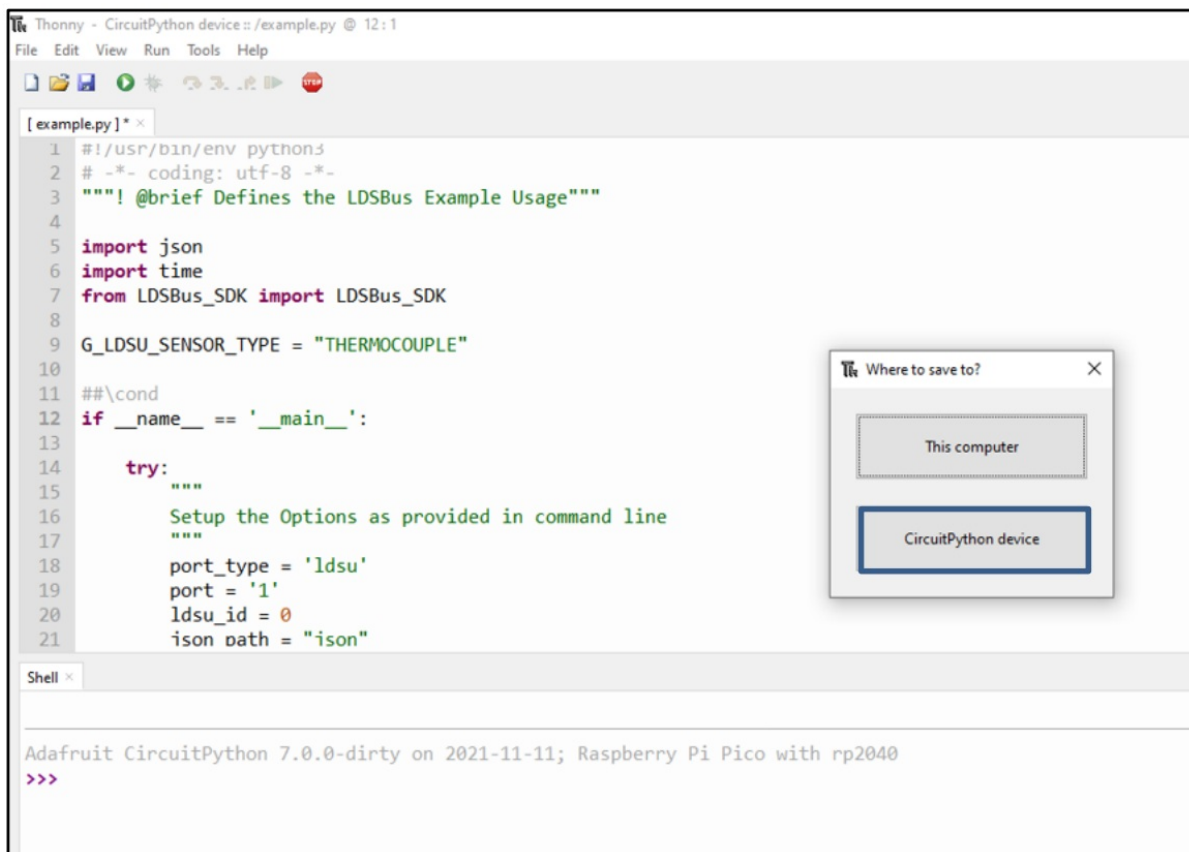 Thonny - CircuitPython device :: /example.py @ 12 : 1
File Edit View Run Tools Help
STOP
[ example.py ] * ×
1 #!/usr/bin/env python3
2 # -*- coding: utf-8 -*-
3 """! @brief Defines the LDSBus Example Usage"""
4
5 import json
6 import time
7 from LDSBus_SDK import LDSBus_SDK
8
9 G_LDSU_SENSOR_TYPE = "THERMOCOUPLE"
10
11 ##\cond
12 if __name__ == '__main__':
13
14     try:
15         """
16         Setup the Options as provided in command line
17         """
18         port_type = 'ldsu'
19         port = '1'
20         ldsu_id = 0
21         json_path = "json"
Where to save to?
This computer
CircuitPython device
Shell ×
Adafruit CircuitPython 7.0.0-dirty on 2021-11-11; Raspberry Pi Pico with rp2040
>>>